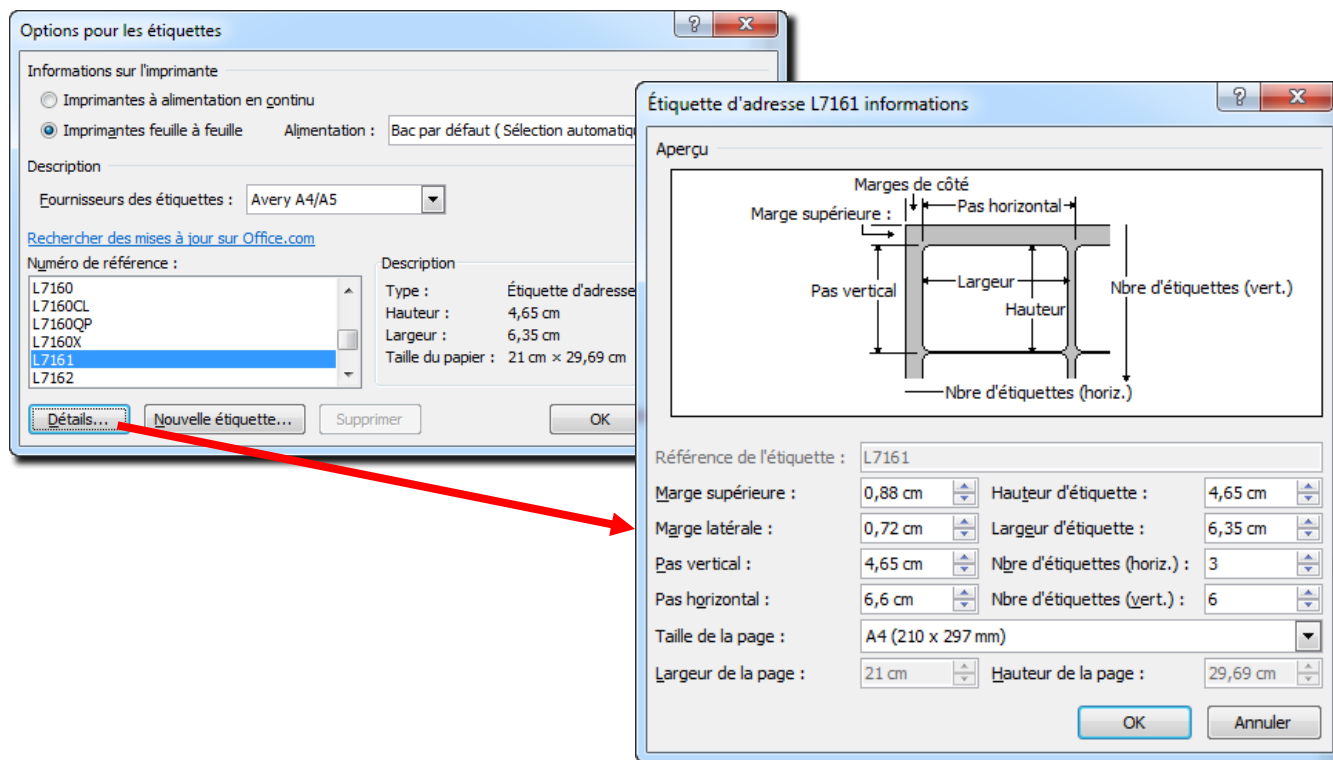 Options pour les étiquettes
Informations sur l'imprimante
Imprimantes à alimentation en continu
Imprimantes feuille à feuille Alimentation : Bac par défaut ( Sélection automatiqu
Description
Fournisseurs des étiquettes : Avery A4/A5
Rechercher des mises à jour sur Office.com
Numéro de référence :
L7160
L7160CL
L7160QP
L7160X
L7161
L7162
Description
Type : Étiquette d'adresse
Hauteur : 4,65 cm
Largeur : 6,35 cm
Taille du papier : 21 cm × 29,69 cm
Détails... Nouvelle étiquette... Supprimer OK
Étiquette d'adresse L7161 informations
Aperçu
Marges de côté
Marge supérieure : Pas horizontal
Pas vertical Largeur Nbre d'étiquettes (vert.)
Hauteur
Nbre d'étiquettes (horiz.)
Référence de l'étiquette : L7161
Marge supérieure : 0,88 cm Hauteur d'étiquette : 4,65 cm
Marge latérale : 0,72 cm Largeur d'étiquette : 6,35 cm
Pas vertical : 4,65 cm Nbre d'étiquettes (horiz.) : 3
Pas horizontal : 6,6 cm Nbre d'étiquettes (vert.) : 6
Taille de la page : A4 (210 x 297 mm)
Largeur de la page : 21 cm Hauteur de la page : 29,69 cm
OK Annuler